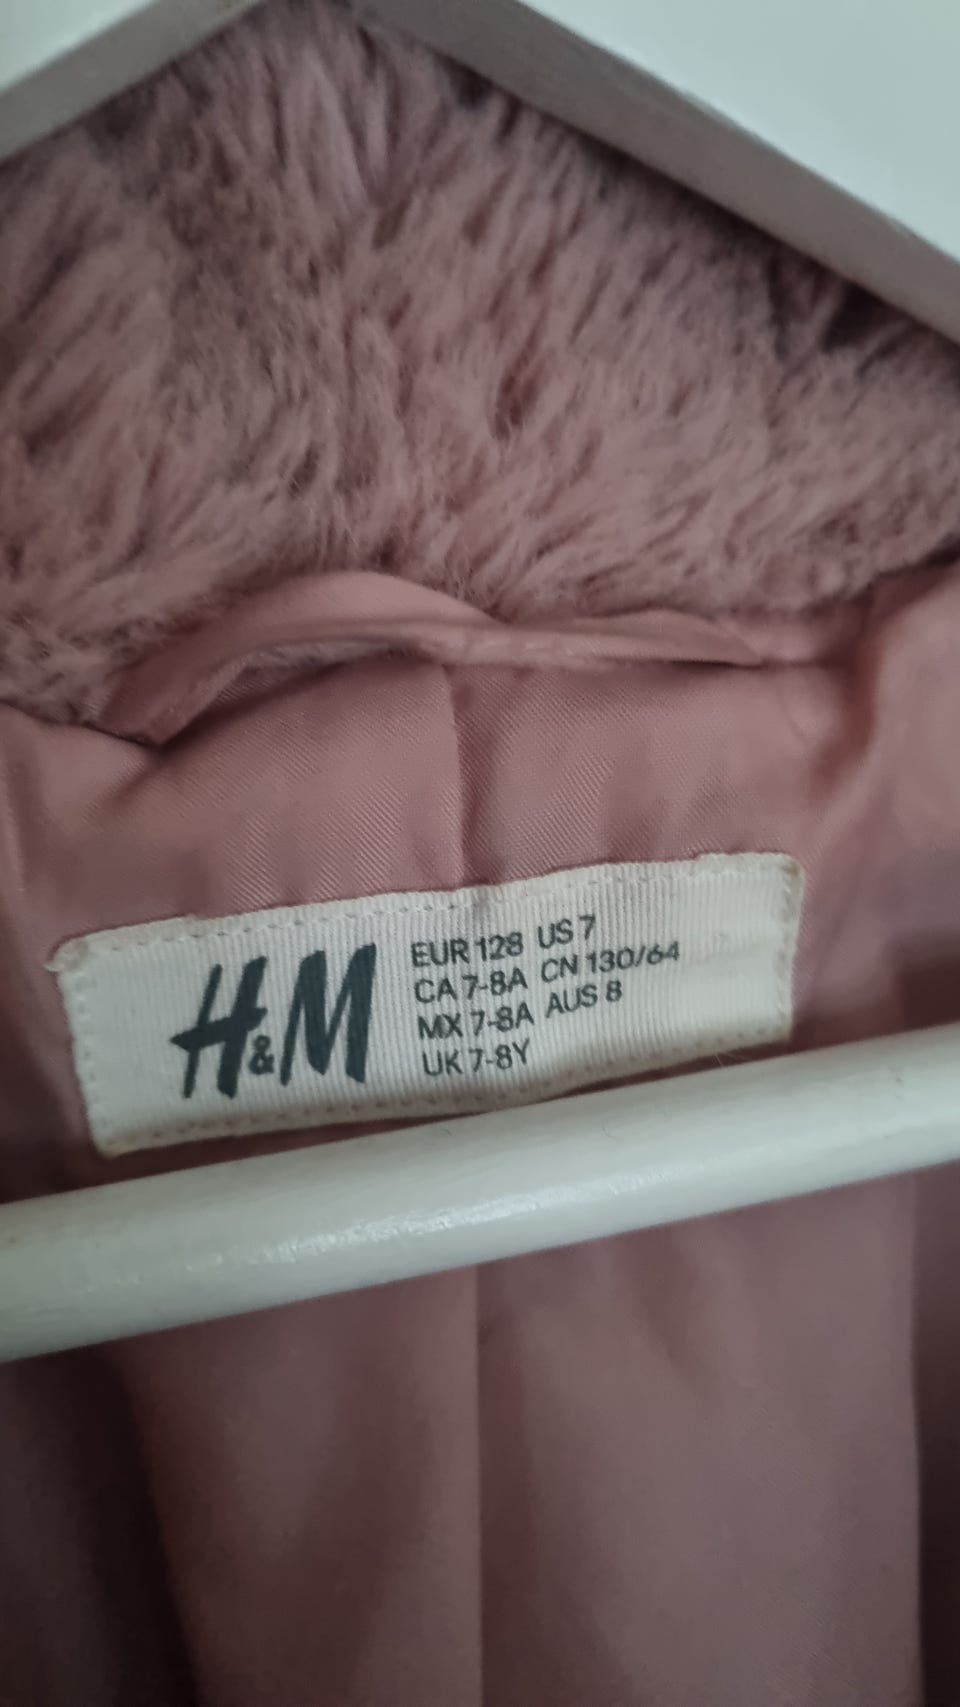 H&M
EUR 128 US 7
CA 7-8A CN 130/64
MX 7-8A AUS 8
UK 7-8Y